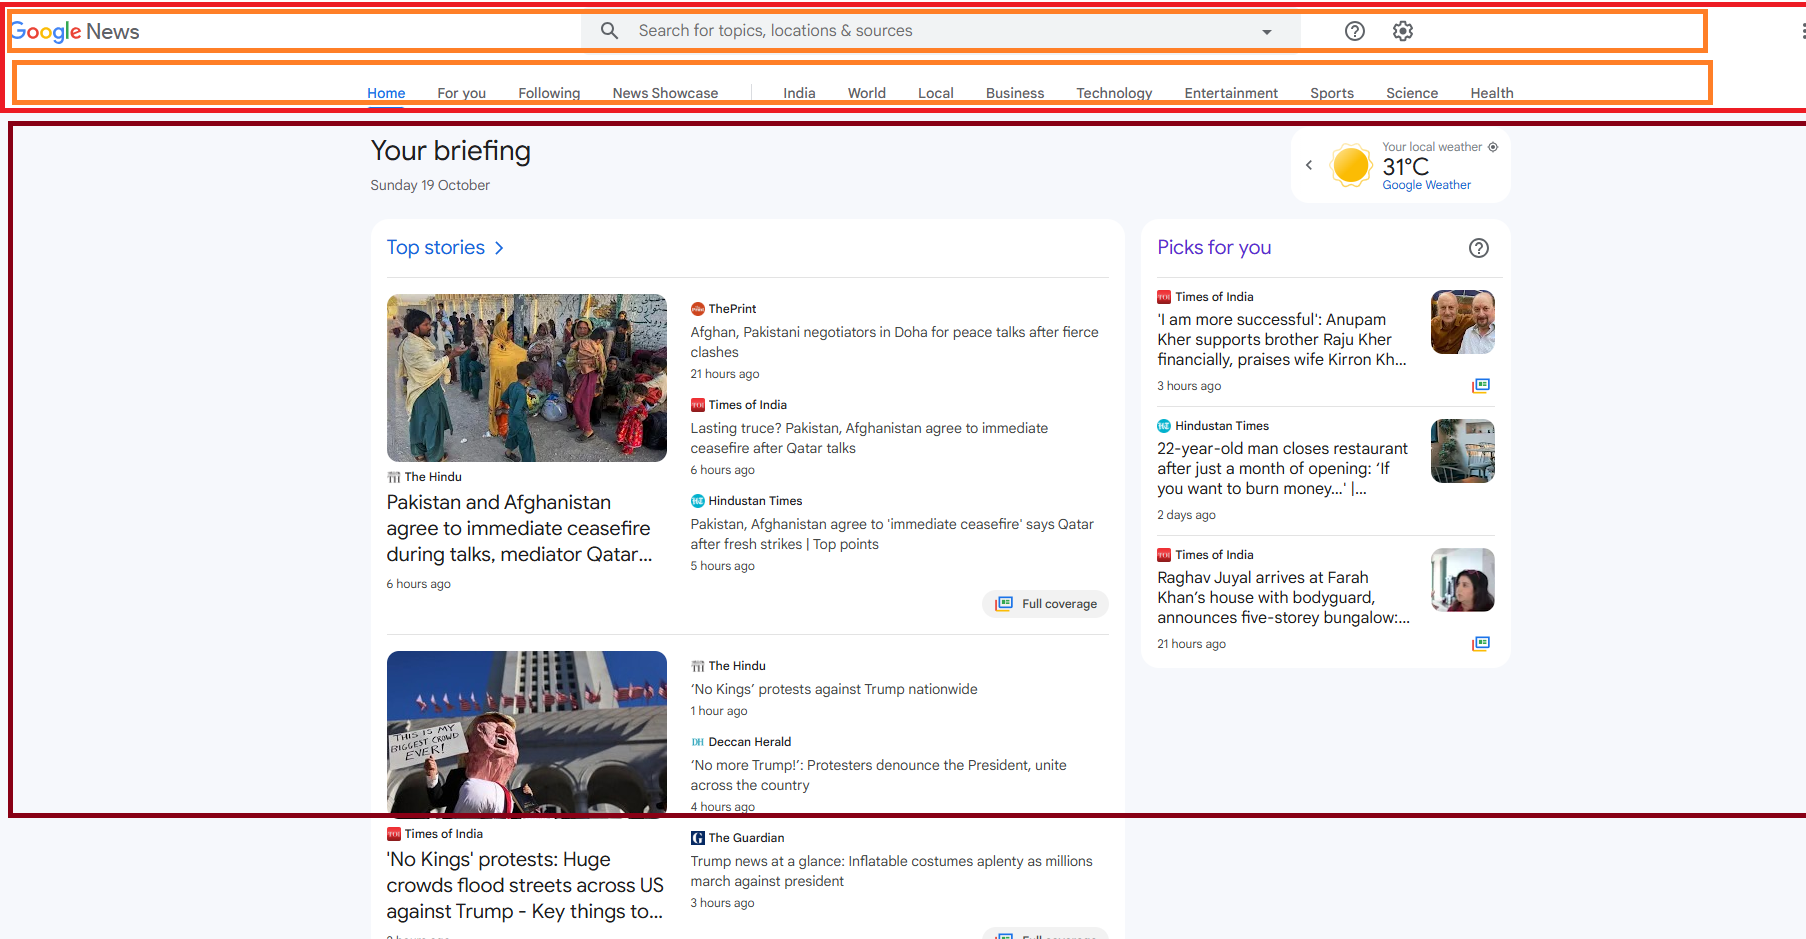 Google News
Search for topics, locations & sources
Home For you Following News Showcase India World Local Business Technology Entertainment Sports Science Health
Your briefing
Sunday 19 October
Your local weather
31°C
Google Weather
Top stories
The Hindu
Pakistan and Afghanistan
agree to immediate ceasefire
during talks, mediator Qatar...
6 hours ago
ThePrint
Afghan, Pakistani negotiators in Doha for peace talks after fierce
clashes
21 hours ago
Times of India
Lasting truce? Pakistan, Afghanistan agree to immediate
ceasefire after Qatar talks
6 hours ago
Hindustan Times
Pakistan, Afghanistan agree to 'immediate ceasefire' says Qatar
after fresh strikes | Top points
5 hours ago
Full coverage
THIS IS MY
BIGGEST CROWD
EVER!
Times of India
'No Kings' protests: Huge
crowds flood streets across US
against Trump - Key things to...
The Hindu
‘No Kings’ protests against Trump nationwide
1 hour ago
DH Deccan Herald
‘No more Trump!’: Protesters denounce the President, unite
across the country
4 hours ago
The Guardian
Trump news at a glance: Inflatable costumes aplenty as millions
march against president
3 hours ago
Full coverage
Picks for you
Times of India
'I am more successful': Anupam
Kher supports brother Raju Kher
financially, praises wife Kirron Kh...
3 hours ago
Hindustan Times
22-year-old man closes restaurant
after just a month of opening: ‘If
you want to burn money...' |...
2 days ago
Times of India
Raghav Juyal arrives at Farah
Khan’s house with bodyguard,
announces five-storey bungalow:...
21 hours ago